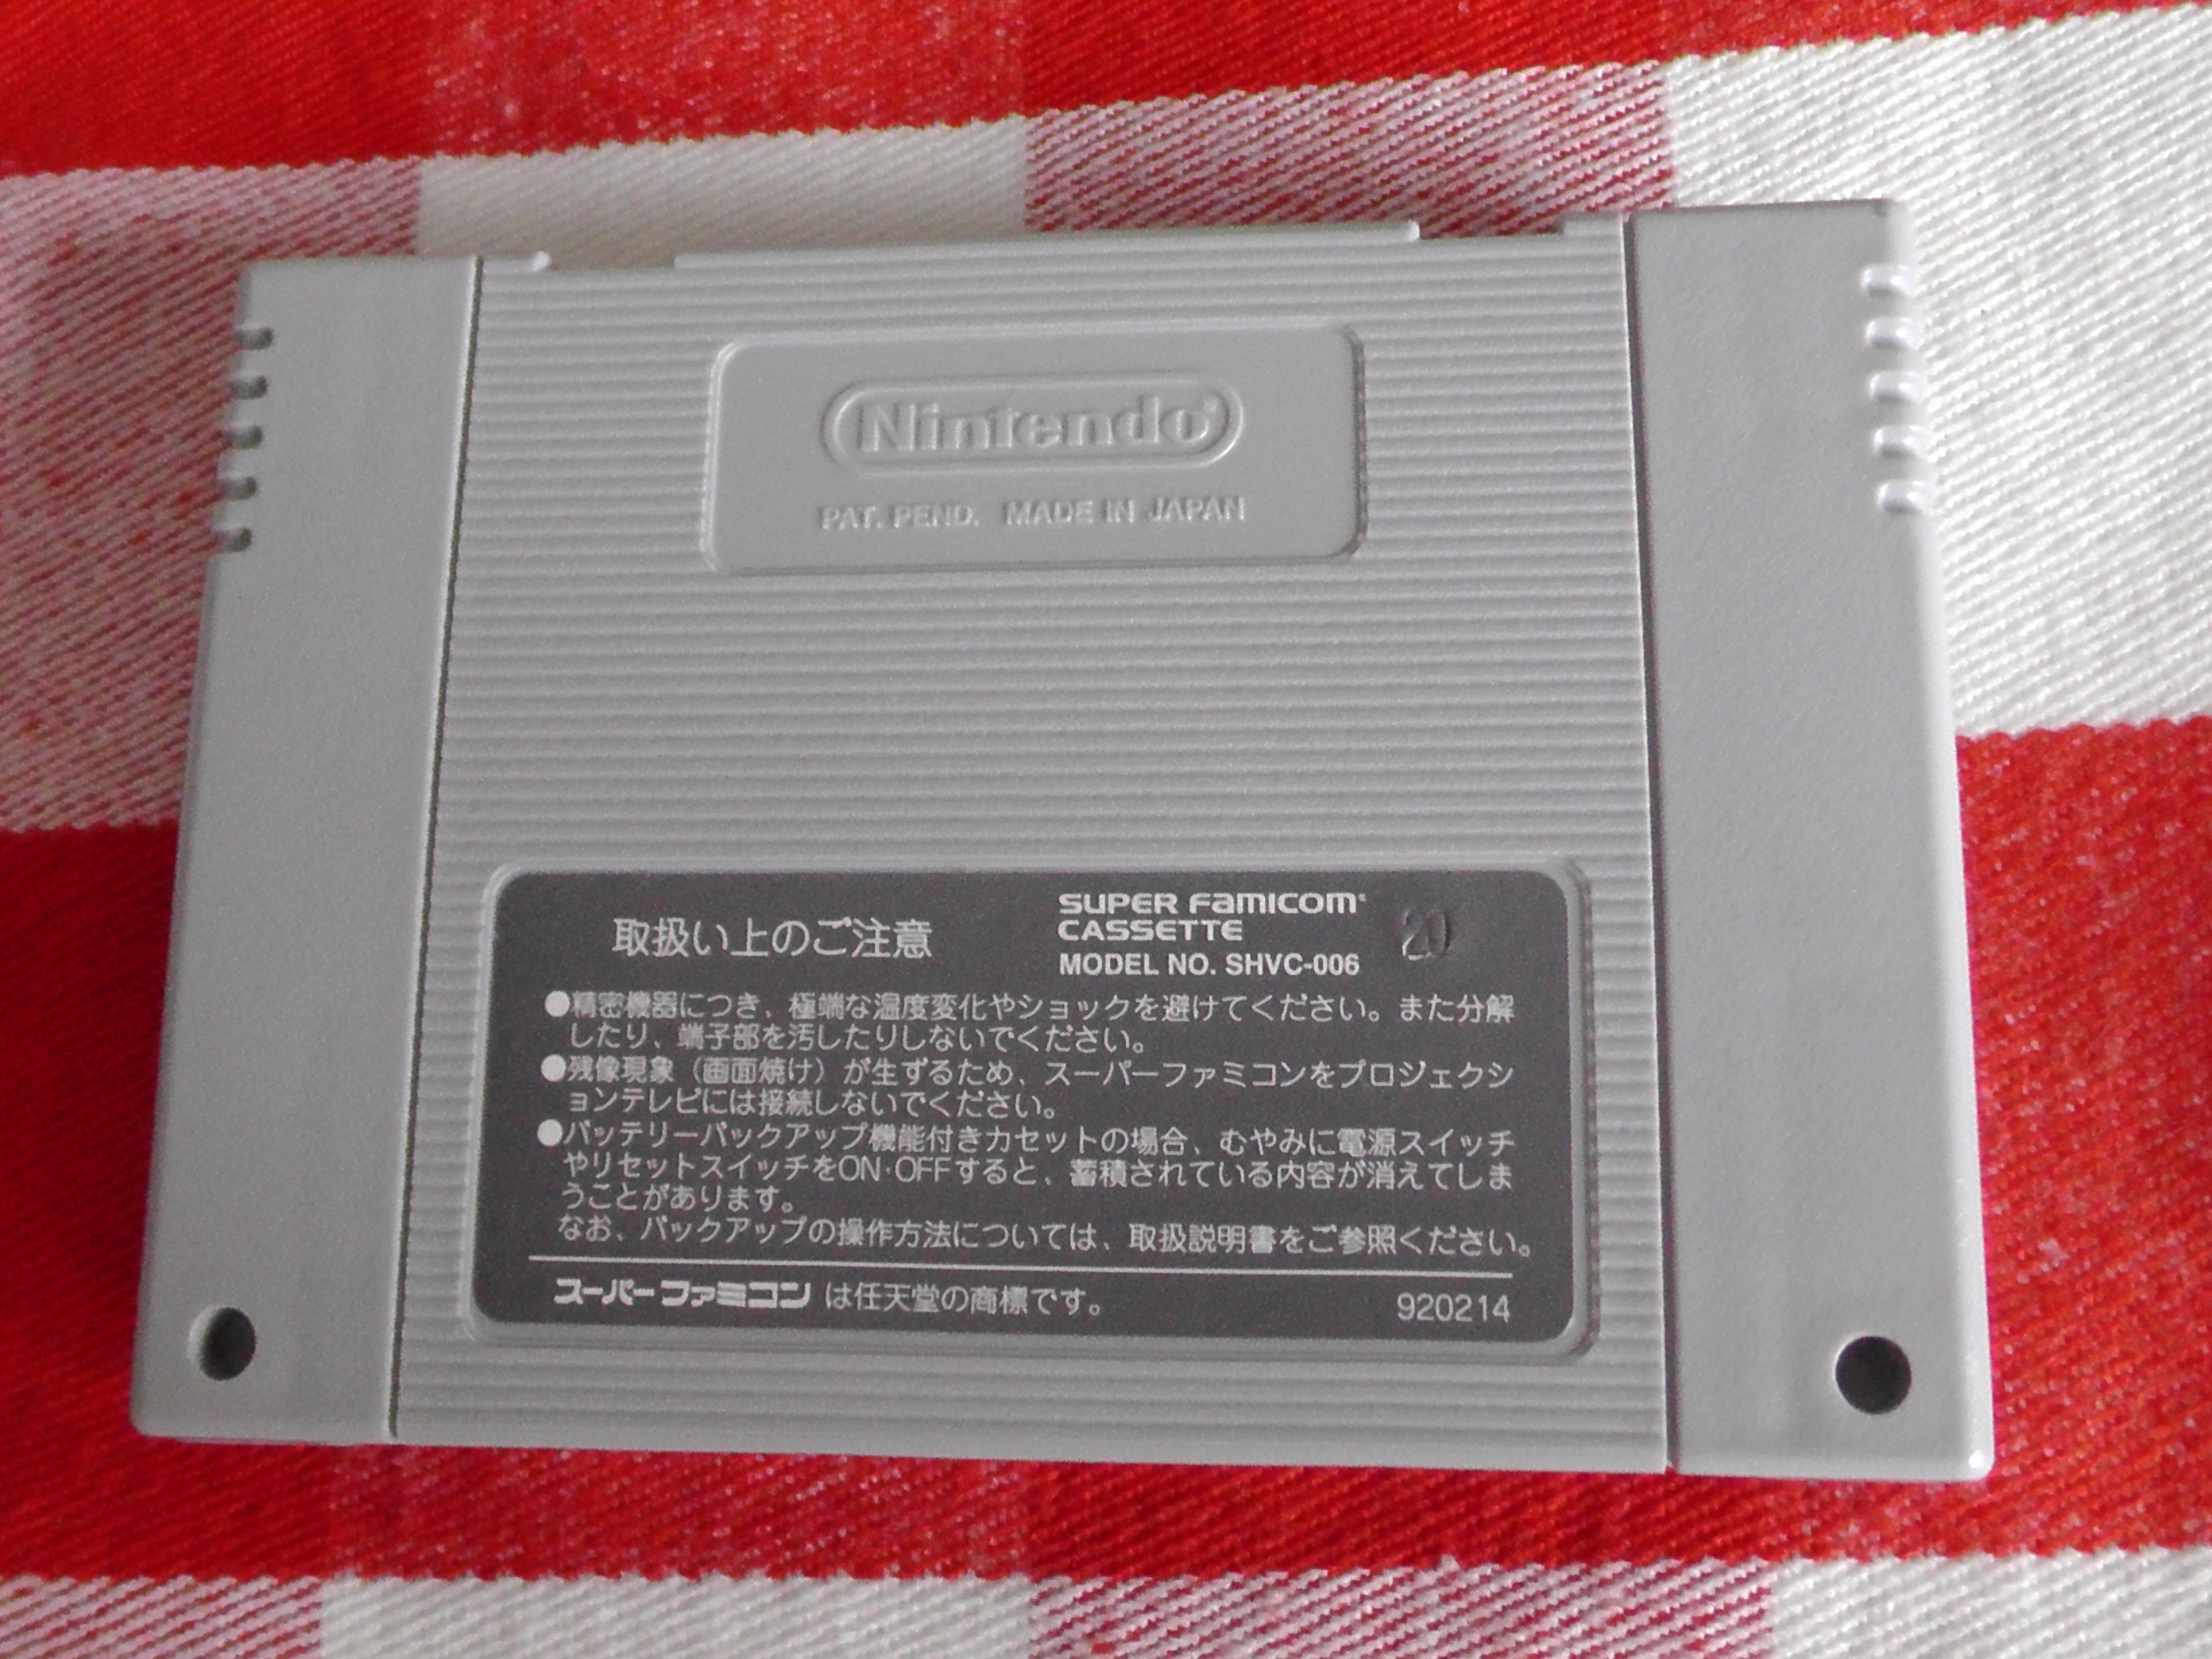 Nintendo®
PAT. PEND. MADE IN JAPAN
取扱い上のご注意
SUPER FAMICOM
CASSETTE
MODEL NO. SHVC-006
20
●精密機器につき、極端な温度変化やショックを避けてください。また分解
したり、端子部を汚したりしないでください。
●残像現象（画面焼け）が生ずるため、スーパーファミコンをプロジェクシ
ョンテレビには接続しないでください。
●バッテリーバックアップ機能付きカセットの場合、むやみに電源スイッチ
やリセットスイッチをON·OFFすると、蓄積されている内容が消えてしま
うことがあります。
なお、バックアップの操作方法については、取扱説明書をご参照ください。
スーパーファミコンは任天堂の商標です。
920214